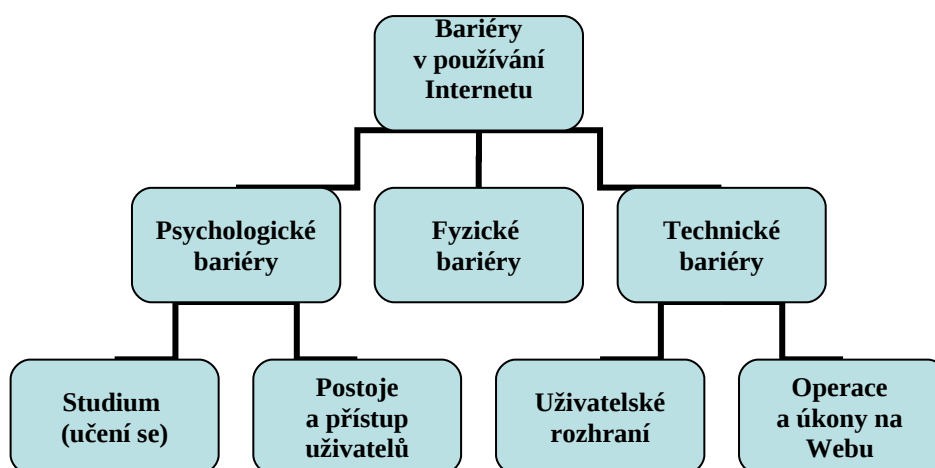 Bariéry
v používání
Internetu
Psychologické
bariéry
Fyzické
bariéry
Technické
bariéry
Studium
(učení se)
Postoje
a přístup
uživatelů
Uživatelské
rozhraní
Operace
a úkony na
Webu